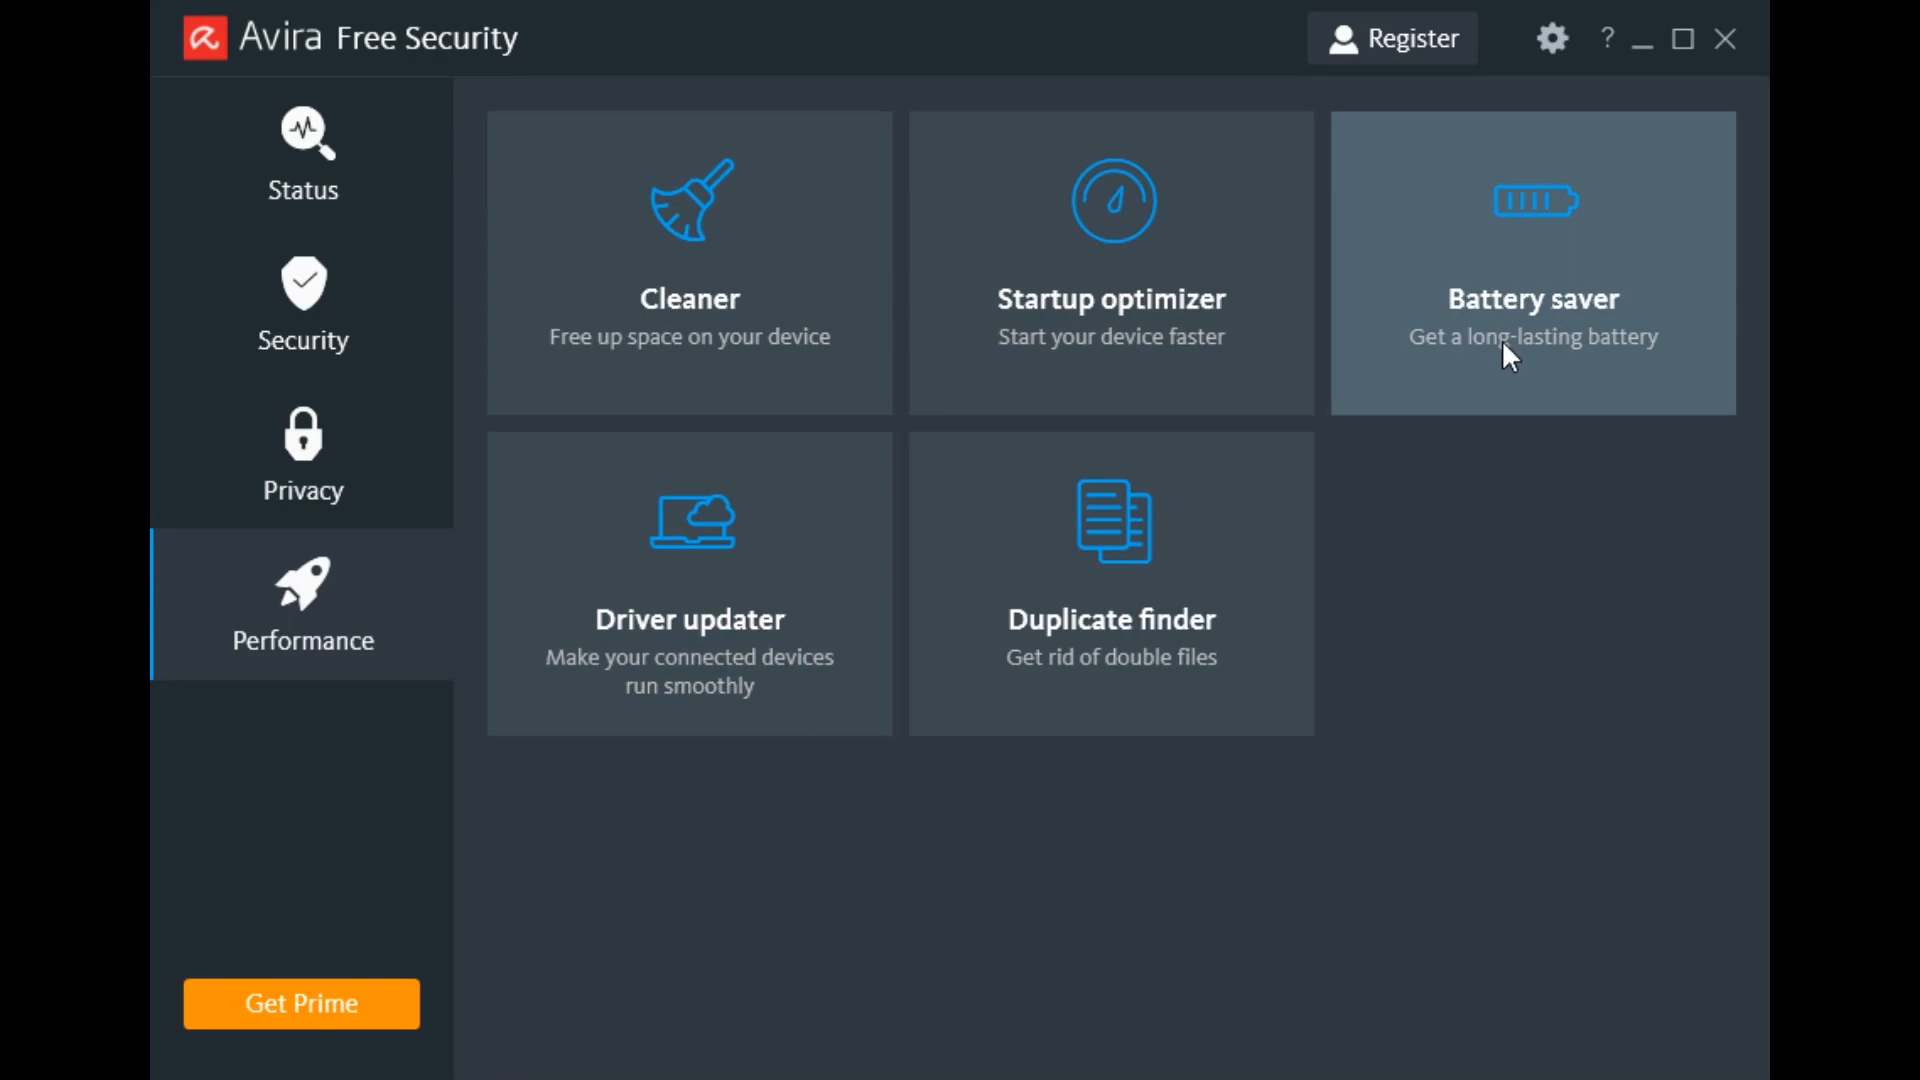 Avira Free Security
Register
?
Status
Security
Privacy
Performance
Get Prime
Cleaner
Free up space on your device
Startup optimizer
Start your device faster
Battery saver
Get a long-lasting battery
Driver updater
Make your connected devices
run smoothly
Duplicate finder
Get rid of double files